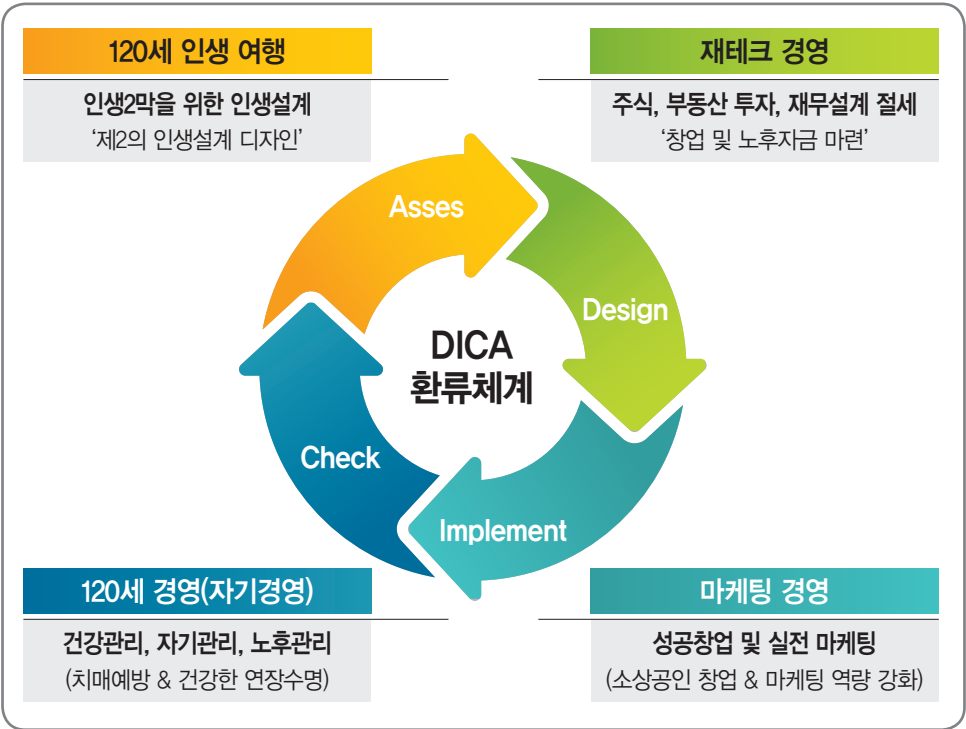 120세 인생 여행
인생2막을 위한 인생설계
‘제2의 인생설계 디자인’
재테크 경영
주식, 부동산 투자, 재무설계 절세
‘창업 및 노후자금 마련’
Asses
Design
DICA
환류체계
Check
Implement
120세 경영(자기경영)
건강관리, 자기관리, 노후관리
(치매예방 & 건강한 연장수명)
마케팅 경영
성공창업 및 실전 마케팅
(소상공인 창업 & 마케팅 역량 강화)